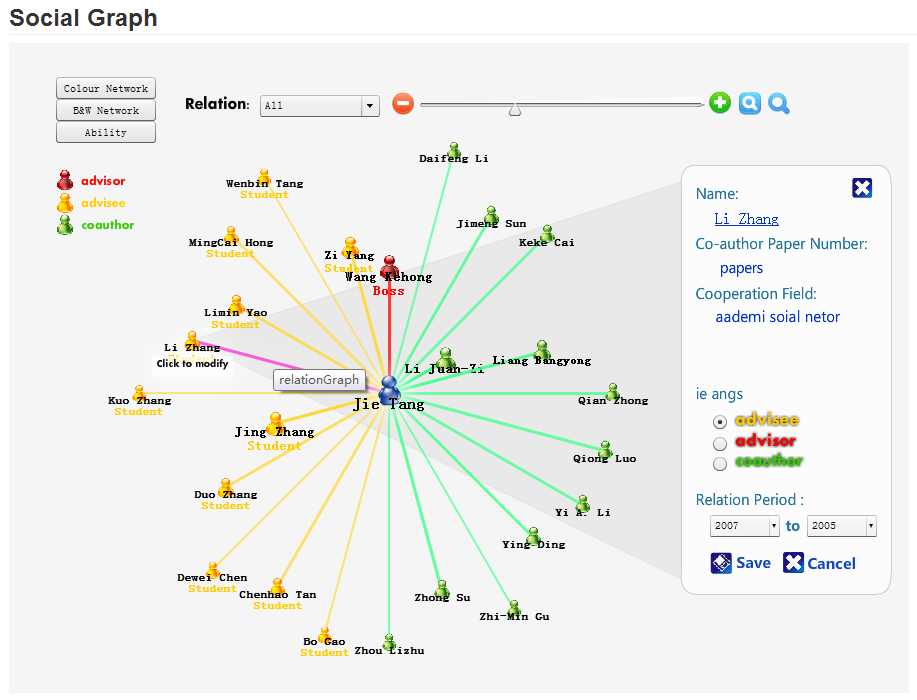 Social Graph
Colour Network
B&W Network
Ability
Relation:
All
advisor
advisee
coauthor
Daifeng Li
Wenbin Tang
Student
Jimeng Sun
MingCai Hong
Student
Keke Cai
Zi Yang
Student
Wang Kehong
Boss
Limin Yao
Student
Li Zhang
Click to modify
Li Juan-Zi
Liang Bangyong
relationGraph
Kuo Zhang
Student
Jie Tang
Qian Zhong
Jing Zhang
Student
Qiong Luo
Duo Zhang
Student
Yi A. Li
Ying Ding
Dewei Chen
Student
Chenhao Tan
Student
Zhong Su
Zhi-Min Gu
Bo Gao
Student
Zhou Lizhu
Name:
Li Zhang
Co-author Paper Number:
papers
Cooperation Field:
aademi soial netor
ie angs
advisee
advisor
coauthor
Relation Period :
2007 to 2005
Save Cancel